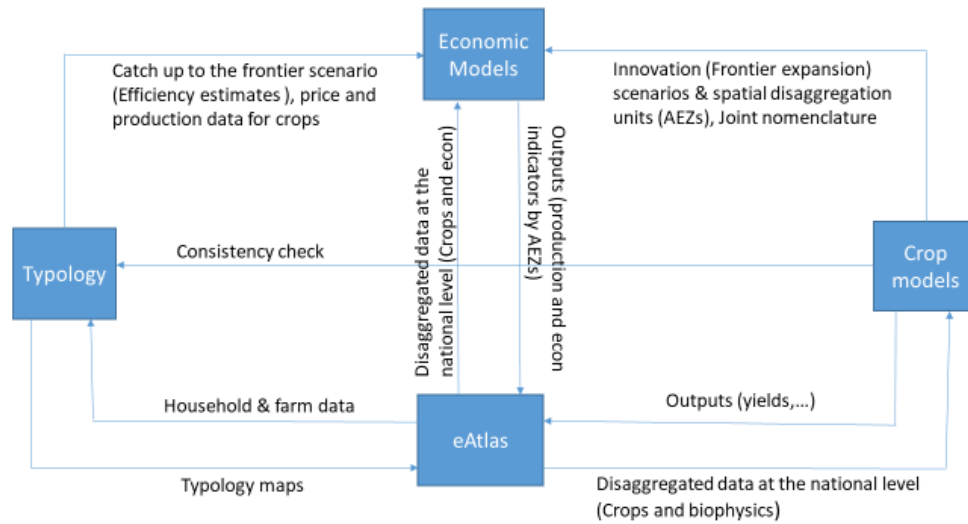 Economic
Models
Catch up to the frontier scenario
(Efficiency estimates ), price and
production data for crops
Innovation (Frontier expansion)
scenarios & spatial disaggregation
units (AEZs), Joint nomenclature
Disaggregated data at the
national level (Crops and econ)
Outputs (production and econ
indicators by AEZs)
Typology
Consistency check
Crop
models
Household & farm data
eAtlas
Outputs (yields,...)
Typology maps
Disaggregated data at the national level
(Crops and biophysics)